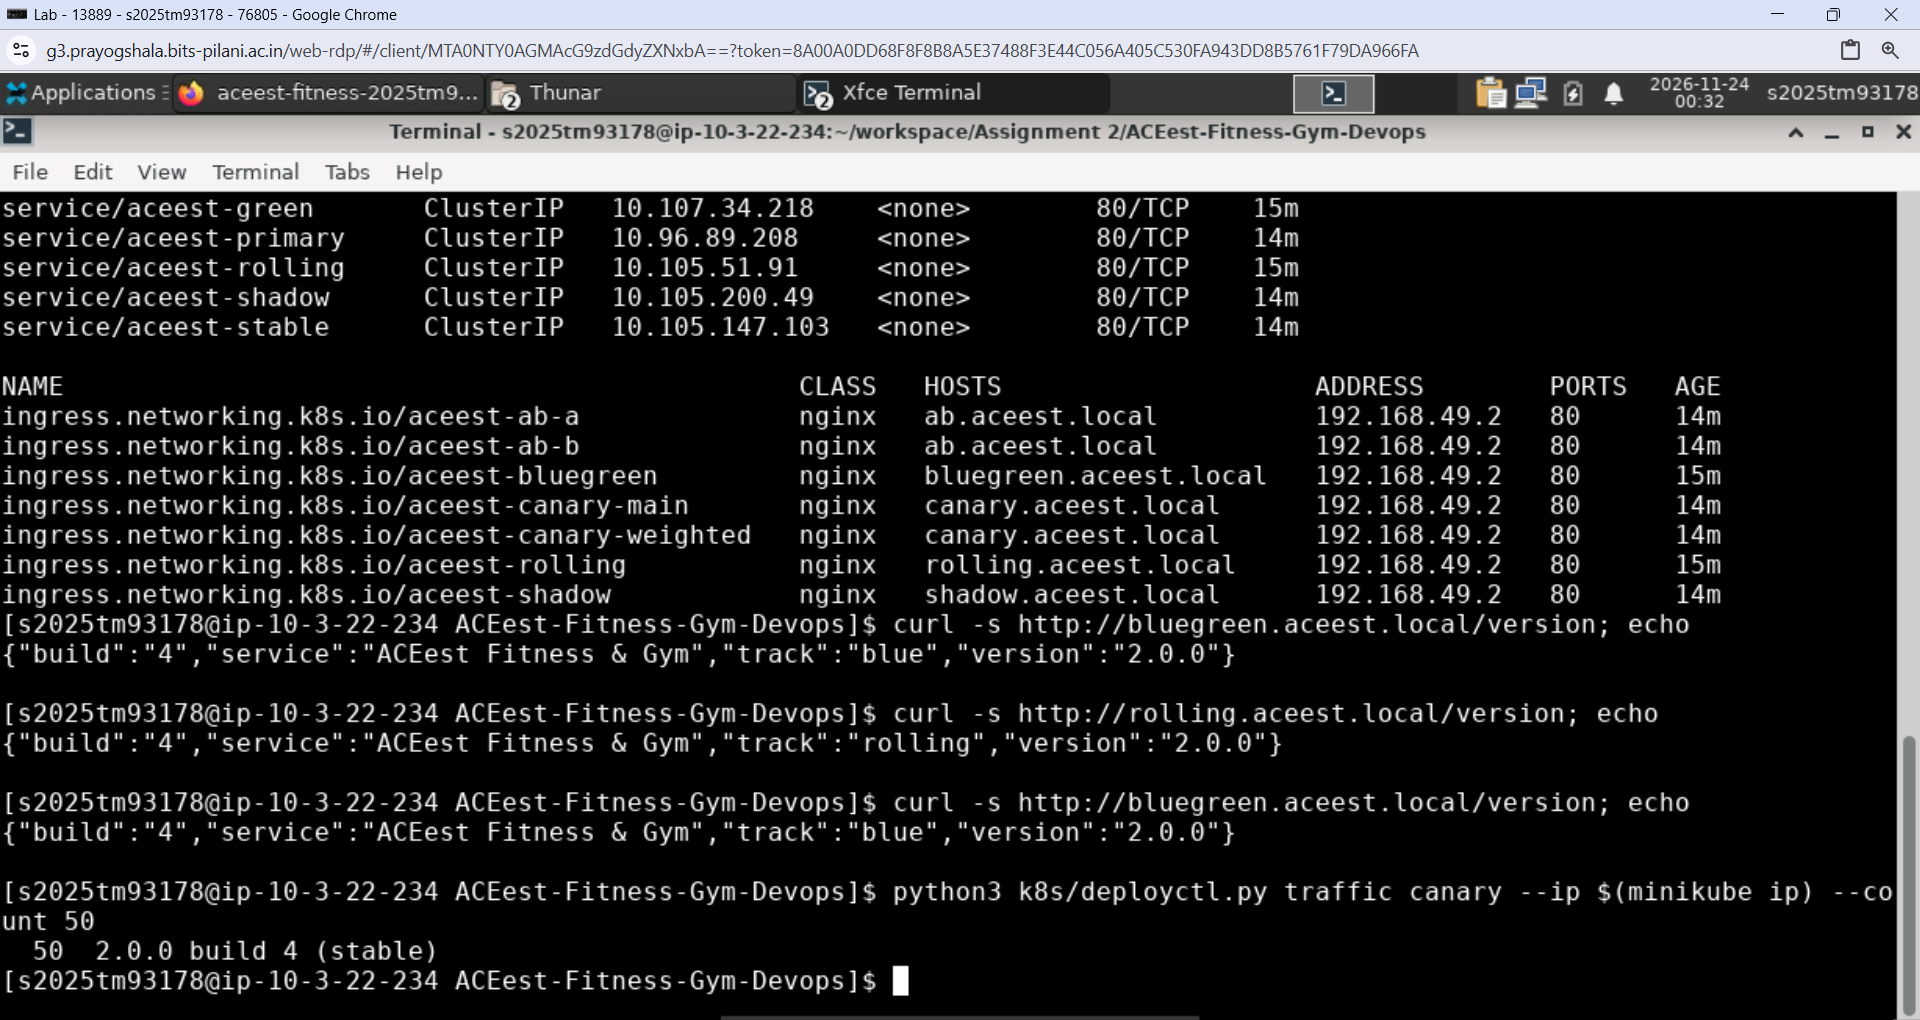 Lab - 13889 - s2025tm93178 - 76805 - Google Chrome
g3.prayogshala.bits-pilani.ac.in/web-rdp/#/client/MTA0NTY0AGMAcG9zdGdyZXNxbA==?token=8A00A0DD68F8F8B8A5E37488F3E44C056A405C530FA943DD8B5761F79DA966FA
Applications aceest-fitness-2025tm9... 2 Thunar 2 Xfce Terminal 2026-11-24 00:32 s2025tm93178
Terminal - s2025tm93178@ip-10-3-22-234:~/workspace/Assignment 2/ACEest-Fitness-Gym-Devops
File Edit View Terminal Tabs Help
service/aceest-green ClusterIP 10.107.34.218 <none> 80/TCP 15m
service/aceest-primary ClusterIP 10.96.89.208 <none> 80/TCP 14m
service/aceest-rolling ClusterIP 10.105.51.91 <none> 80/TCP 15m
service/aceest-shadow ClusterIP 10.105.200.49 <none> 80/TCP 14m
service/aceest-stable ClusterIP 10.105.147.103 <none> 80/TCP 14m
NAME CLASS HOSTS ADDRESS PORTS AGE
ingress.networking.k8s.io/aceest-ab-a nginx ab.aceest.local 192.168.49.2 80 14m
ingress.networking.k8s.io/aceest-ab-b nginx ab.aceest.local 192.168.49.2 80 14m
ingress.networking.k8s.io/aceest-bluegreen nginx bluegreen.aceest.local 192.168.49.2 80 15m
ingress.networking.k8s.io/aceest-canary-main nginx canary.aceest.local 192.168.49.2 80 14m
ingress.networking.k8s.io/aceest-canary-weighted nginx canary.aceest.local 192.168.49.2 80 14m
ingress.networking.k8s.io/aceest-rolling nginx rolling.aceest.local 192.168.49.2 80 15m
ingress.networking.k8s.io/aceest-shadow nginx shadow.aceest.local 192.168.49.2 80 14m
[s2025tm93178@ip-10-3-22-234 ACEest-Fitness-Gym-Devops]$ curl -s http://bluegreen.aceest.local/version; echo
{"build":"4","service":"ACEest Fitness & Gym","track":"blue","version":"2.0.0"}
[s2025tm93178@ip-10-3-22-234 ACEest-Fitness-Gym-Devops]$ curl -s http://rolling.aceest.local/version; echo
{"build":"4","service":"ACEest Fitness & Gym","track":"rolling","version":"2.0.0"}
[s2025tm93178@ip-10-3-22-234 ACEest-Fitness-Gym-Devops]$ curl -s http://bluegreen.aceest.local/version; echo
{"build":"4","service":"ACEest Fitness & Gym","track":"blue","version":"2.0.0"}
[s2025tm93178@ip-10-3-22-234 ACEest-Fitness-Gym-Devops]$ python3 k8s/deployctl.py traffic canary --ip $(minikube ip) --co
unt 50
50 2.0.0 build 4 (stable)
[s2025tm93178@ip-10-3-22-234 ACEest-Fitness-Gym-Devops]$